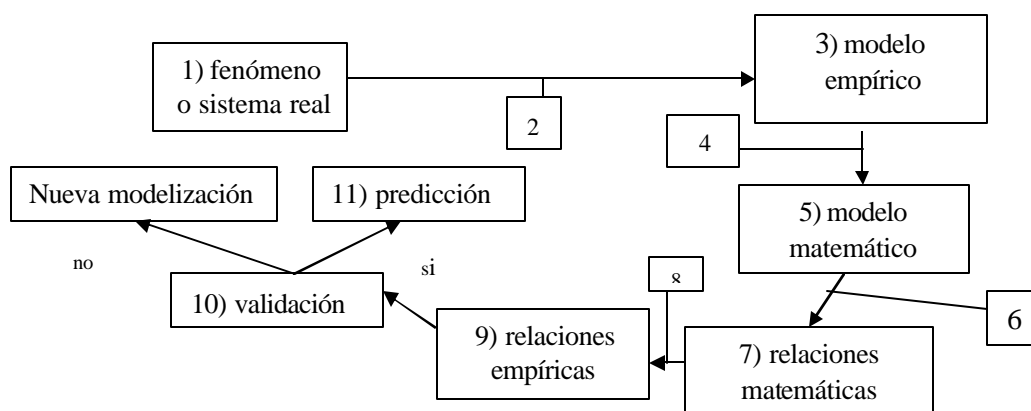 1) fenómeno
o sistema real
2
3) modelo
empírico
4
5) modelo
matemático
6
7) relaciones
matemáticas
8
9) relaciones
empíricas
10) validación
si
11) predicción
no
Nueva modelización